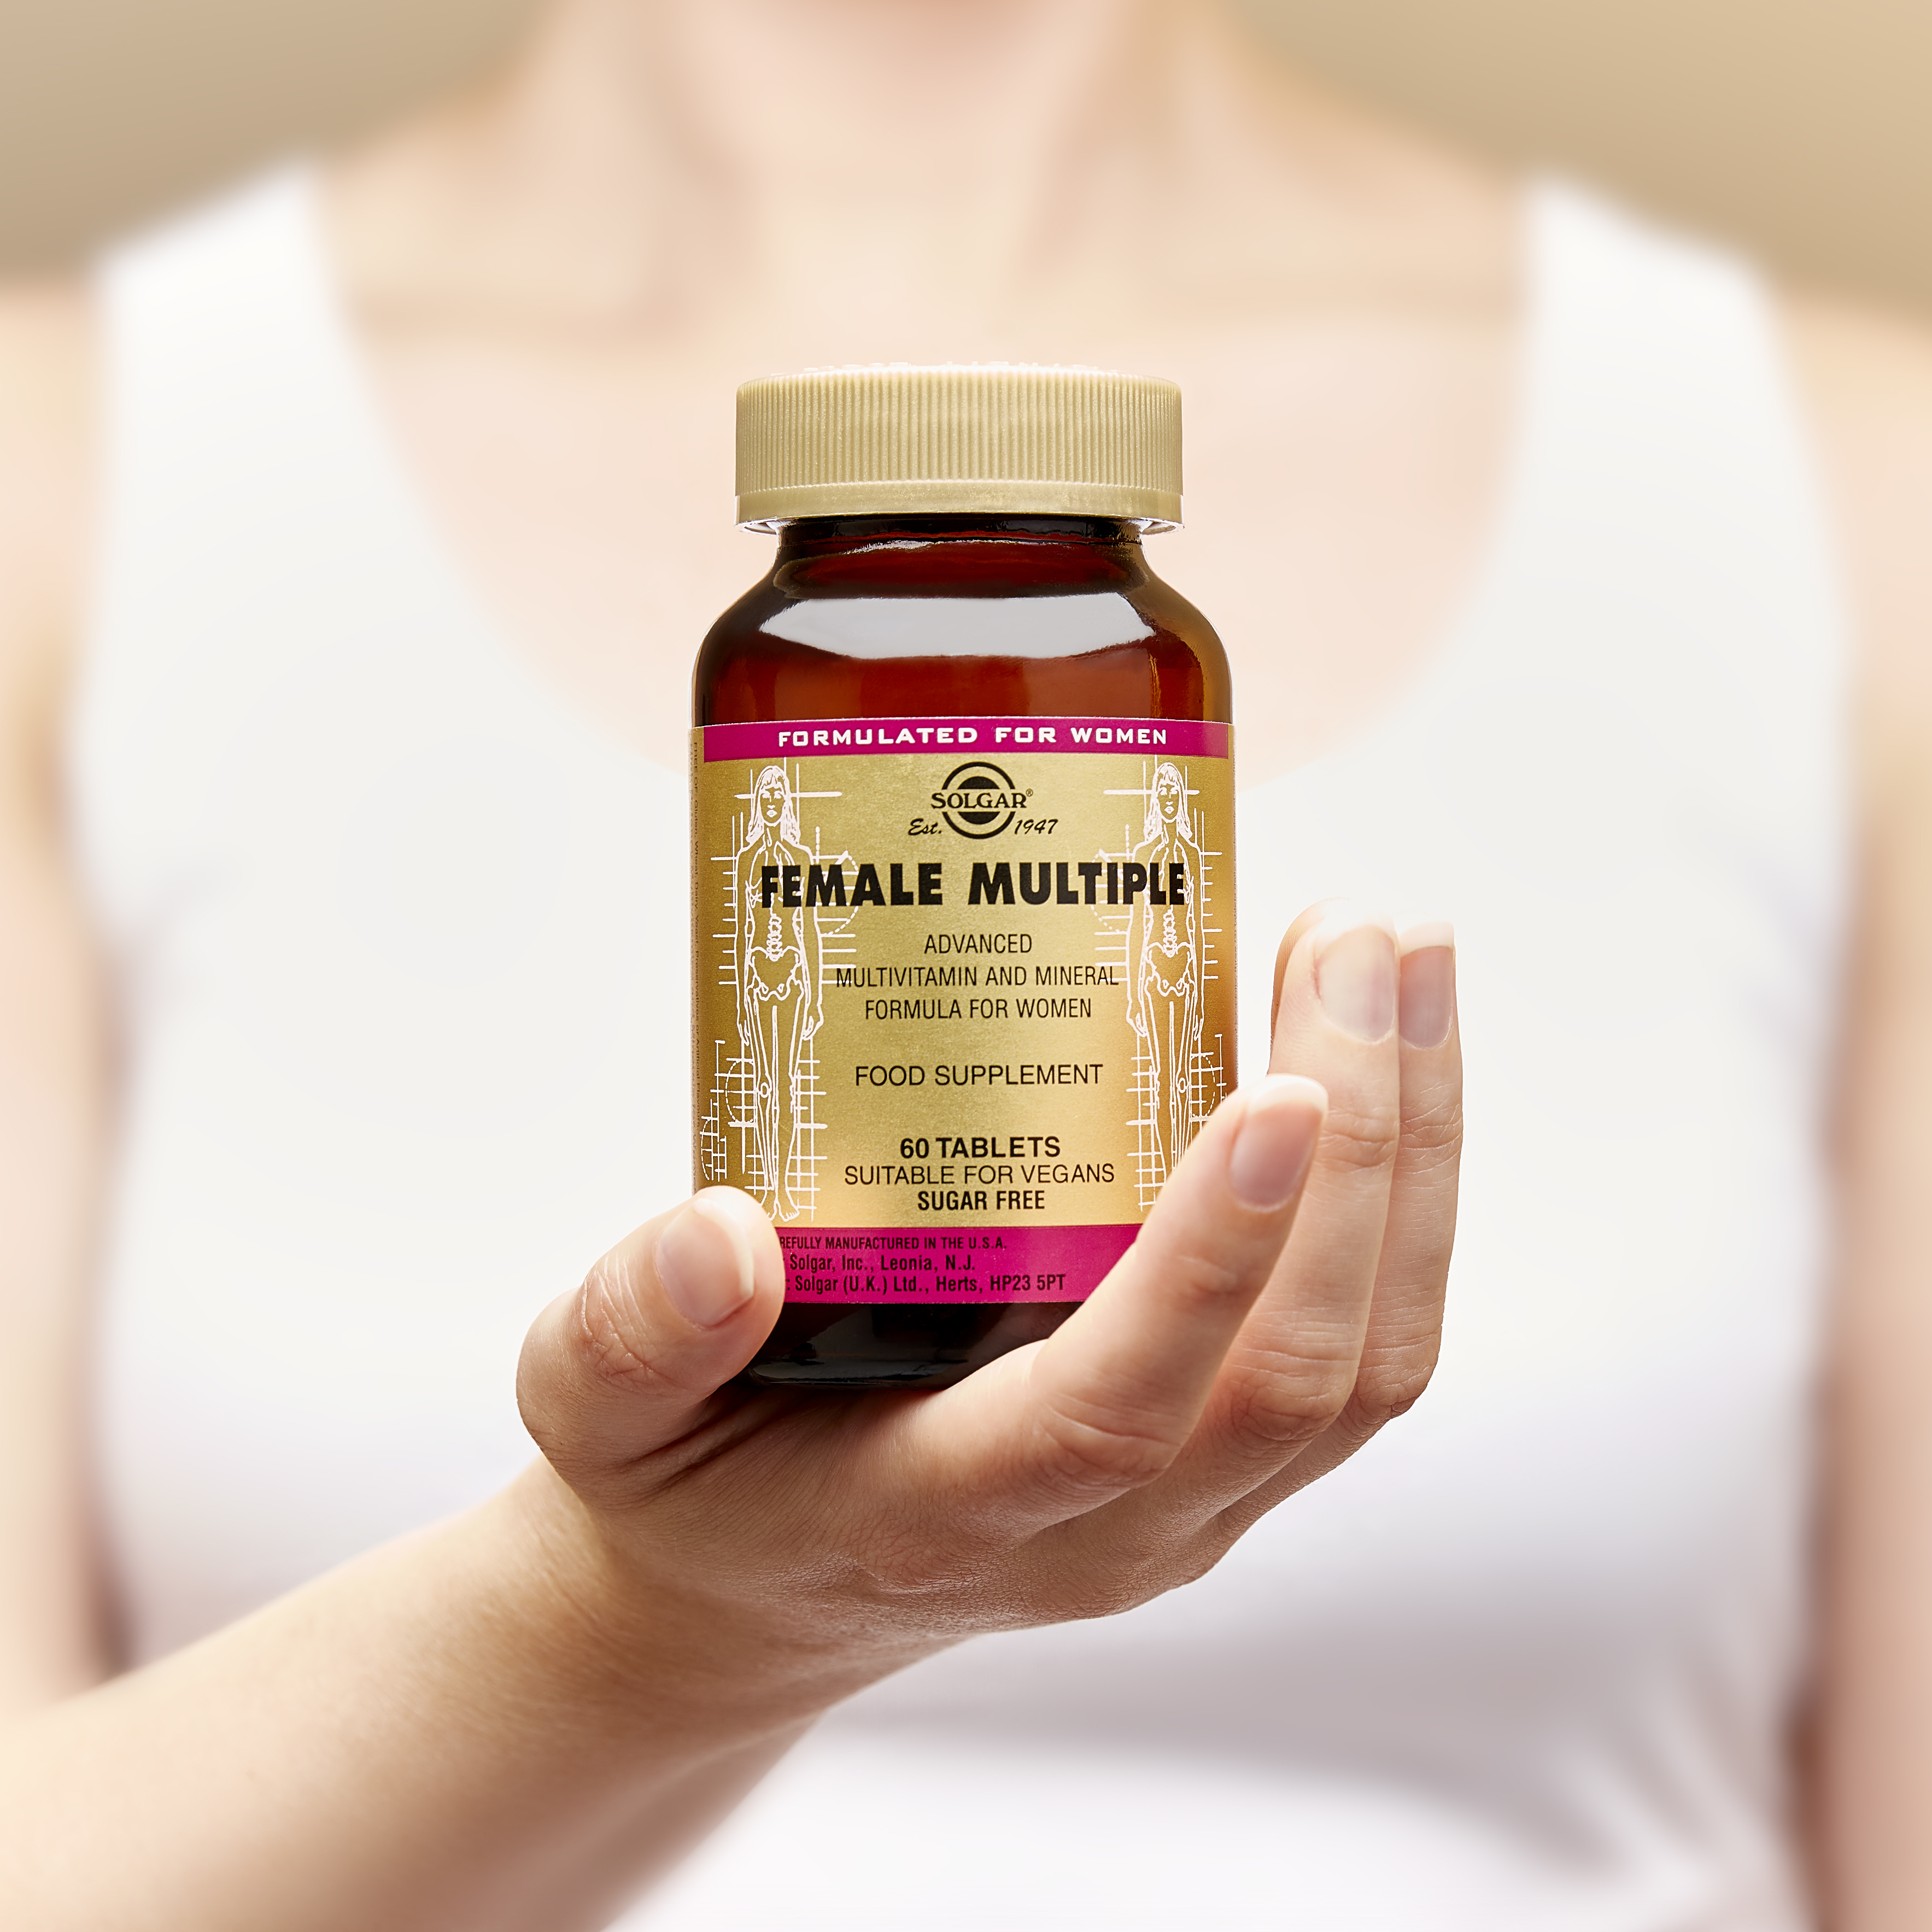 FORMULATED FOR WOMEN
SOLGAR®
Est. 1947
FEMALE MULTIPLE
ADVANCED
MULTIVITAMIN AND MINERAL
FORMULA FOR WOMEN
FOOD SUPPLEMENT
60 TABLETS
SUITABLE FOR VEGANS
SUGAR FREE
MANUFACTURED IN THE U.S.A.
Solgar, Inc., Leonia, N.J.
: Solgar (U.K.) Ltd., Herts, HP23 5PT